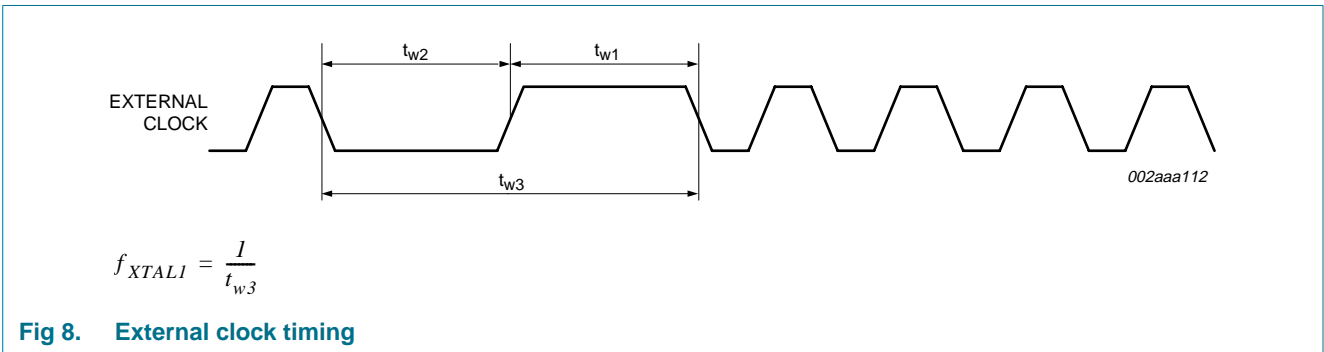 t_w2
t_w1
EXTERNAL
CLOCK
t_w3
002aaa112
f_XTAL1 = 1/t_w3
Fig 8. External clock timing